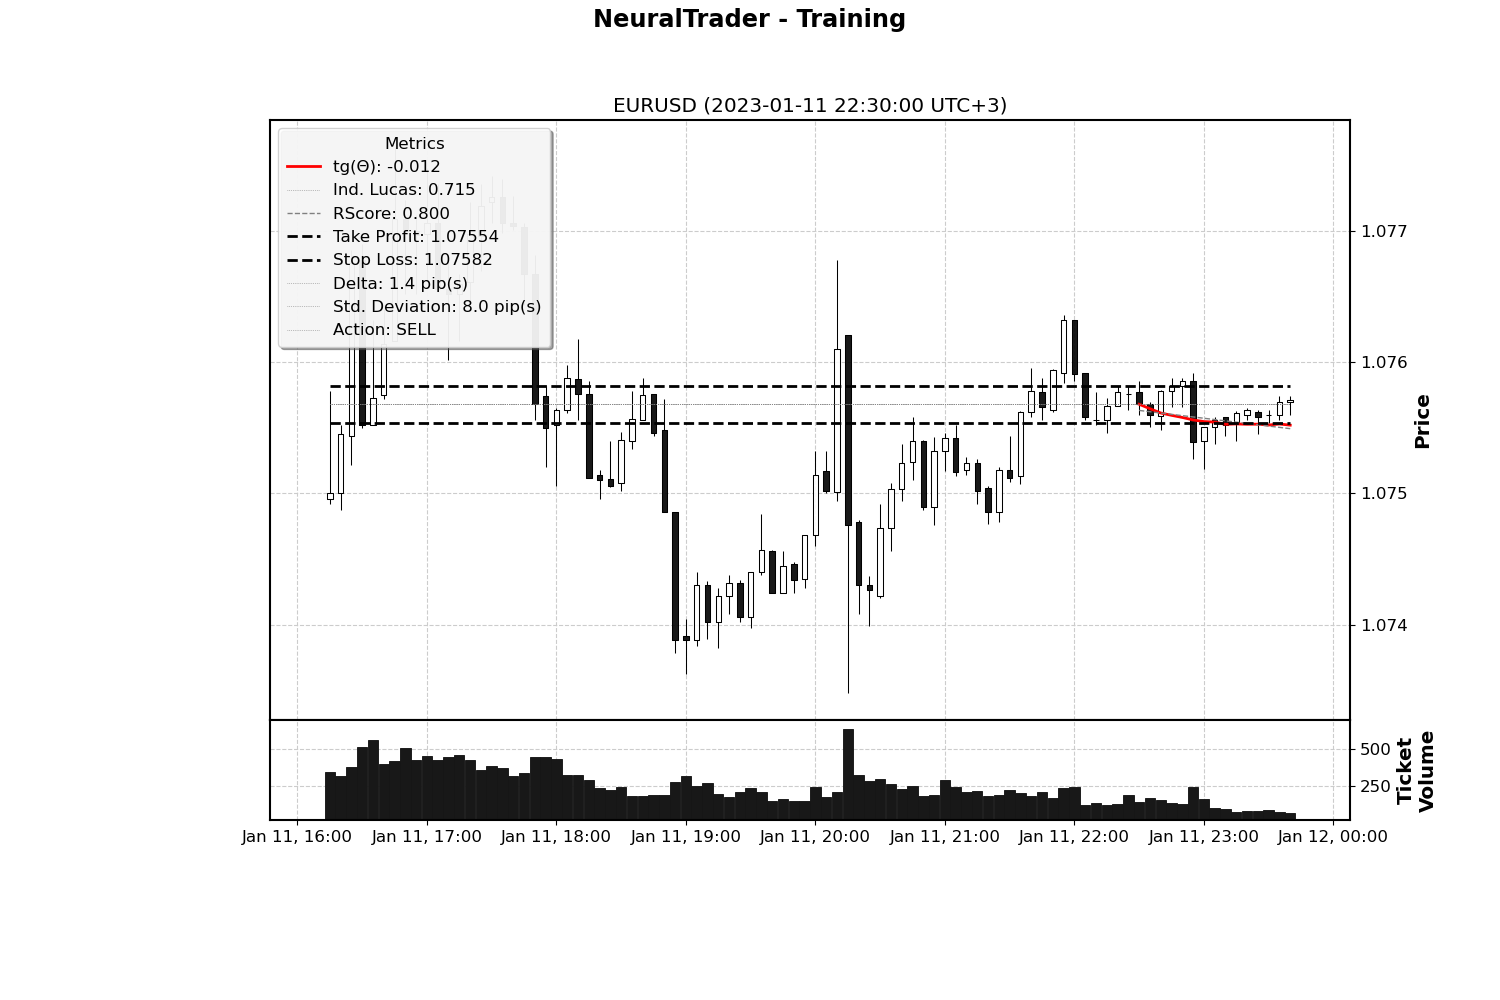 NeuralTrader - Training
EURUSD (2023-01-11 22:30:00 UTC+3)
Metrics
tg(Θ): -0.012
Ind. Lucas: 0.715
RScore: 0.800
Take Profit: 1.07554
Stop Loss: 1.07582
Delta: 1.4 pip(s)
Std. Deviation: 8.0 pip(s)
Action: SELL
1.077
1.076
1.075
1.074
Price
500
250
Ticket
Volume
Jan 11, 16:00
Jan 11, 17:00
Jan 11, 18:00
Jan 11, 19:00
Jan 11, 20:00
Jan 11, 21:00
Jan 11, 22:00
Jan 11, 23:00
Jan 12, 00:00